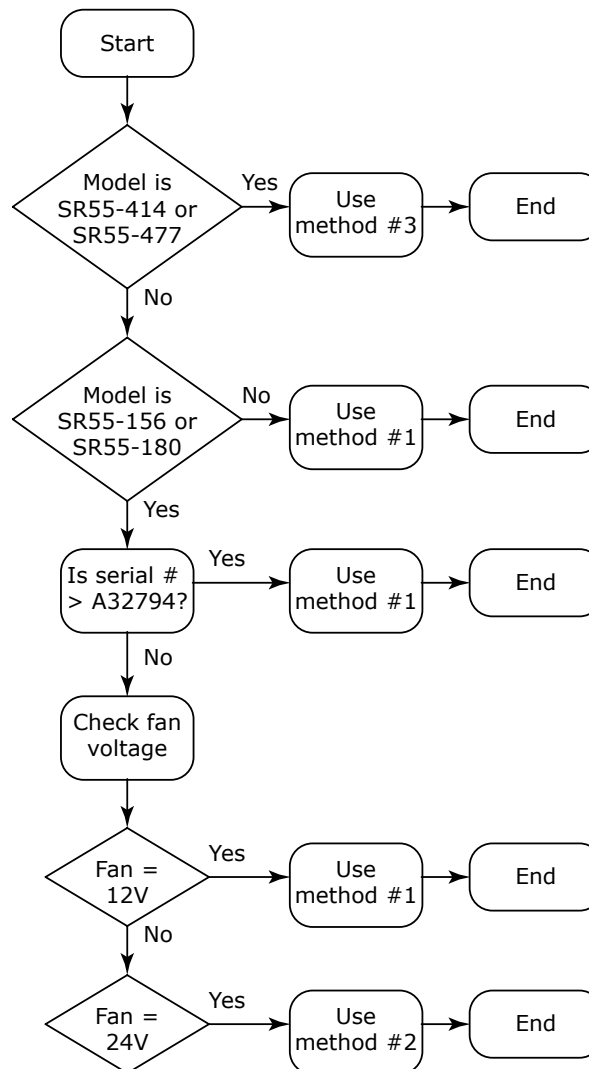 Start
Model is
SR55-414 or
SR55-477
Yes
Use
method #3
End
No
Model is
SR55-156 or
SR55-180
No
Use
method #1
End
Yes
Is serial #
> A32794?
Yes
Use
method #1
End
No
Check fan
voltage
Fan =
12V
Yes
Use
method #1
End
No
Fan =
24V
Yes
Use
method #2
End